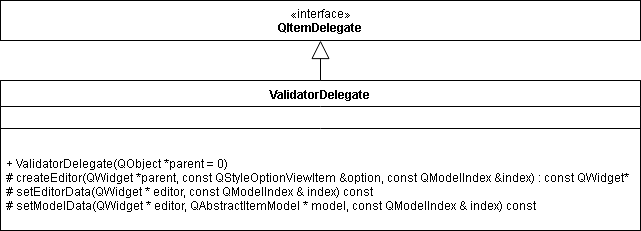 «interface»
QItemDelegate
ValidatorDelegate
+ ValidatorDelegate(QObject *parent = 0)
# createEditor(QWidget *parent, const QStyleOptionViewItem &option, const QModelIndex &index) : const QWidget*
# setEditorData(QWidget * editor, const QModelIndex & index) const
# setModelData(QWidget * editor, QAbstractItemModel * model, const QModelIndex & index) const